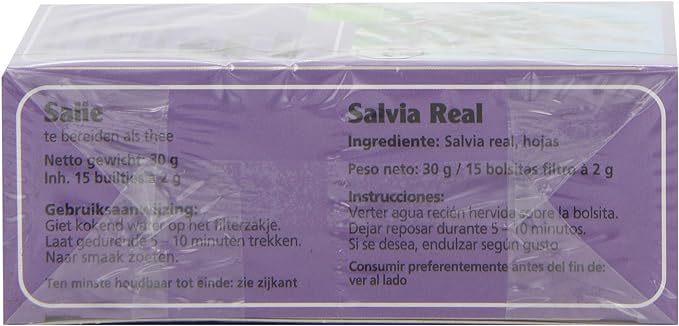 Salie
te bereiden als thee
Netto gewicht: 30 g
Inh. 15 builtjes à 2 g
Gebruiksaanwijzing:
Giet kokend water op het filterzakje.
Laat gedurende 5 – 10 minuten trekken.
Naar smaak zoeten.
Ten minste houdbaar tot einde: zie zijkant
Salvia Real
Ingrediente: Salvia real, hojas
Peso neto: 30 g / 15 bolsitas filtro à 2 g
Instrucciones:
Verter agua recién hervida sobre la bolsita.
Dejar reposar durante 5 – 10 minutos.
Si se desea, endulzar según gusto.
Consumir preferentemente antes del fin de:
ver al lado